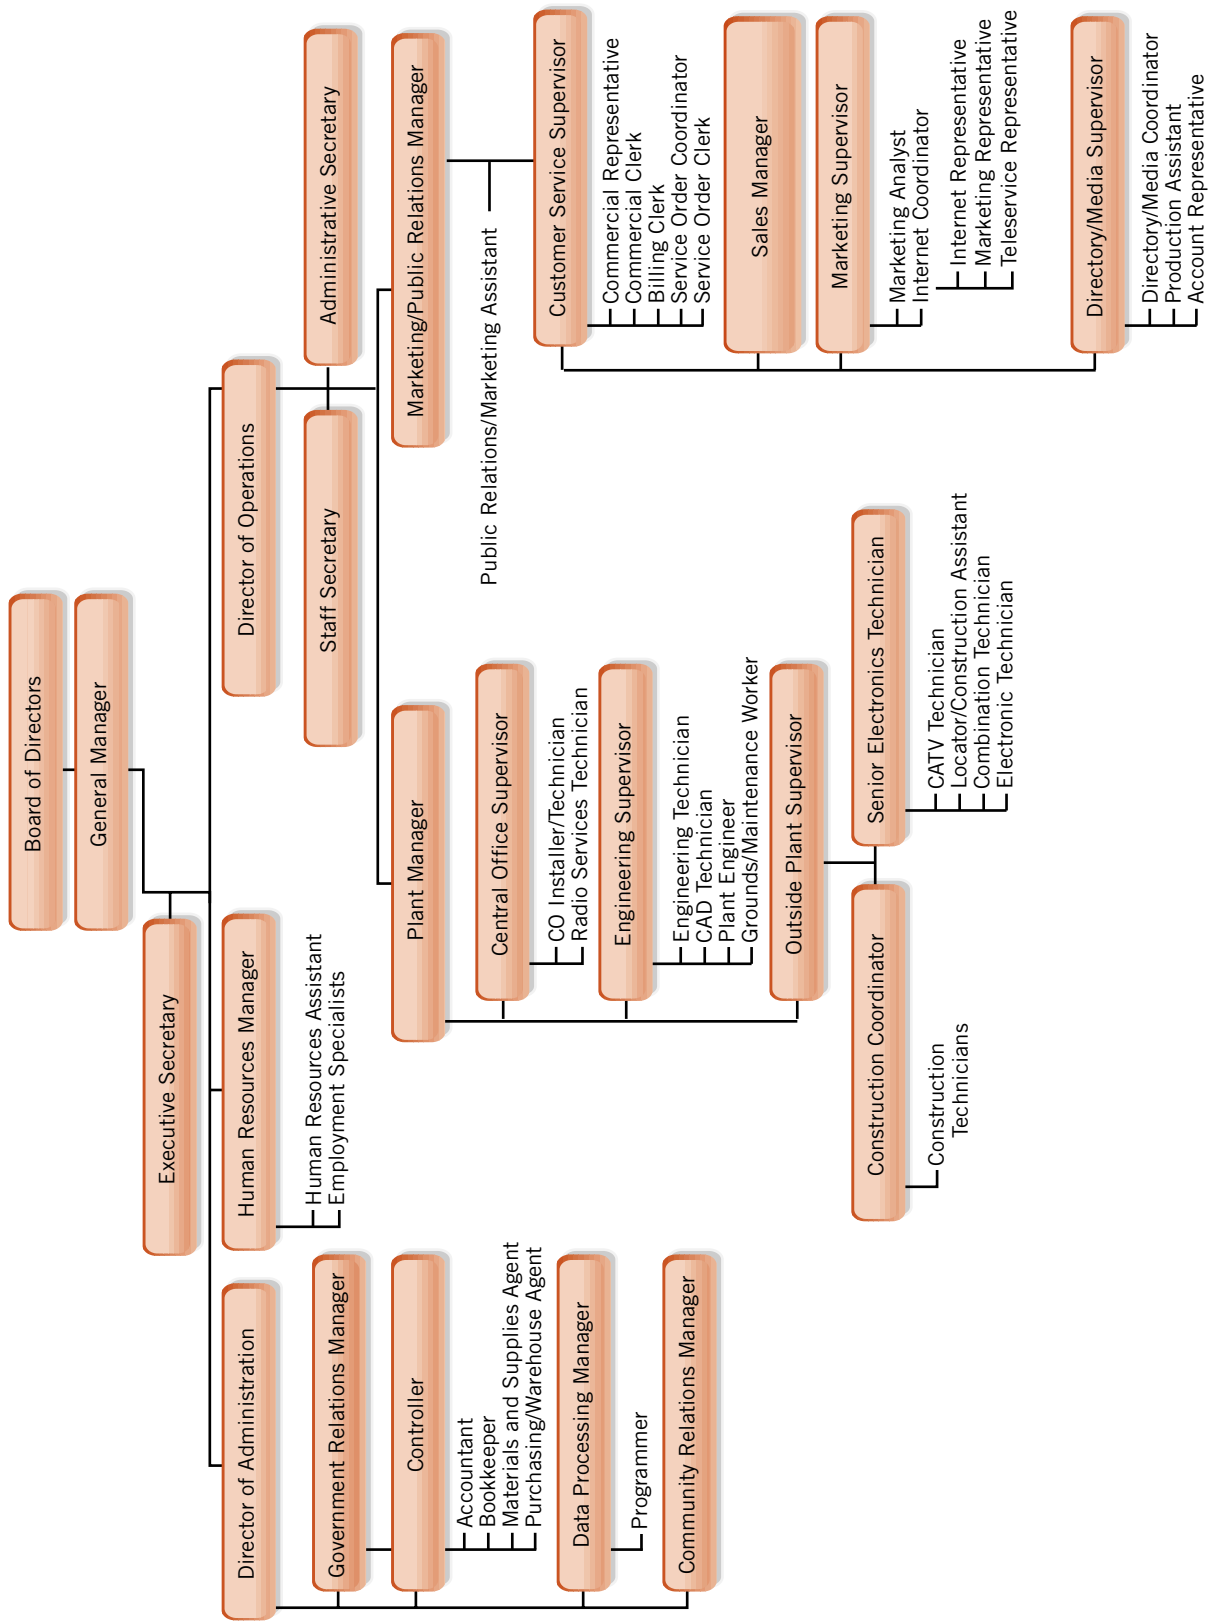 Board of Directors
General Manager
Executive Secretary
Director of Administration
Human Resources Manager
Director of Operations
Human Resources Assistant
Employment Specialists
Government Relations Manager
Controller
Accountant
Bookkeeper
Materials and Supplies Agent
Purchasing/Warehouse Agent
Data Processing Manager
Programmer
Community Relations Manager
Staff Secretary
Administrative Secretary
Plant Manager
Marketing/Public Relations Manager
Central Office Supervisor
CO Installer/Technician
Radio Services Technician
Engineering Supervisor
Engineering Technician
CAD Technician
Plant Engineer
Grounds/Maintenance Worker
Outside Plant Supervisor
Construction Coordinator
Construction
Technicians
Senior Electronics Technician
CATV Technician
Locator/Construction Assistant
Combination Technician
Electronic Technician
Public Relations/Marketing Assistant
Customer Service Supervisor
Commercial Representative
Commercial Clerk
Billing Clerk
Service Order Coordinator
Service Order Clerk
Sales Manager
Marketing Supervisor
Marketing Analyst
Internet Coordinator
Internet Representative
Marketing Representative
Teleservice Representative
Directory/Media Supervisor
Directory/Media Coordinator
Production Assistant
Account Representative